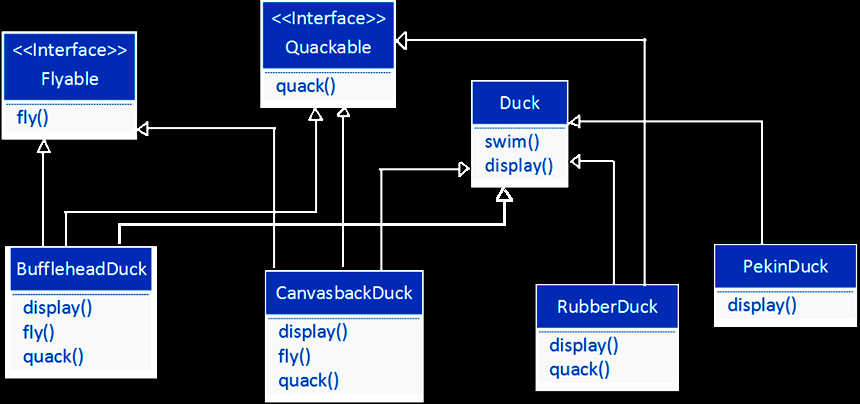 <<Interface>>
Flyable
fly()
<<Interface>>
Quackable
quack()
Duck
swim()
display()
BuffleheadDuck
display()
fly()
quack()
CanvasbackDuck
display()
fly()
quack()
RubberDuck
display()
quack()
PekinDuck
display()